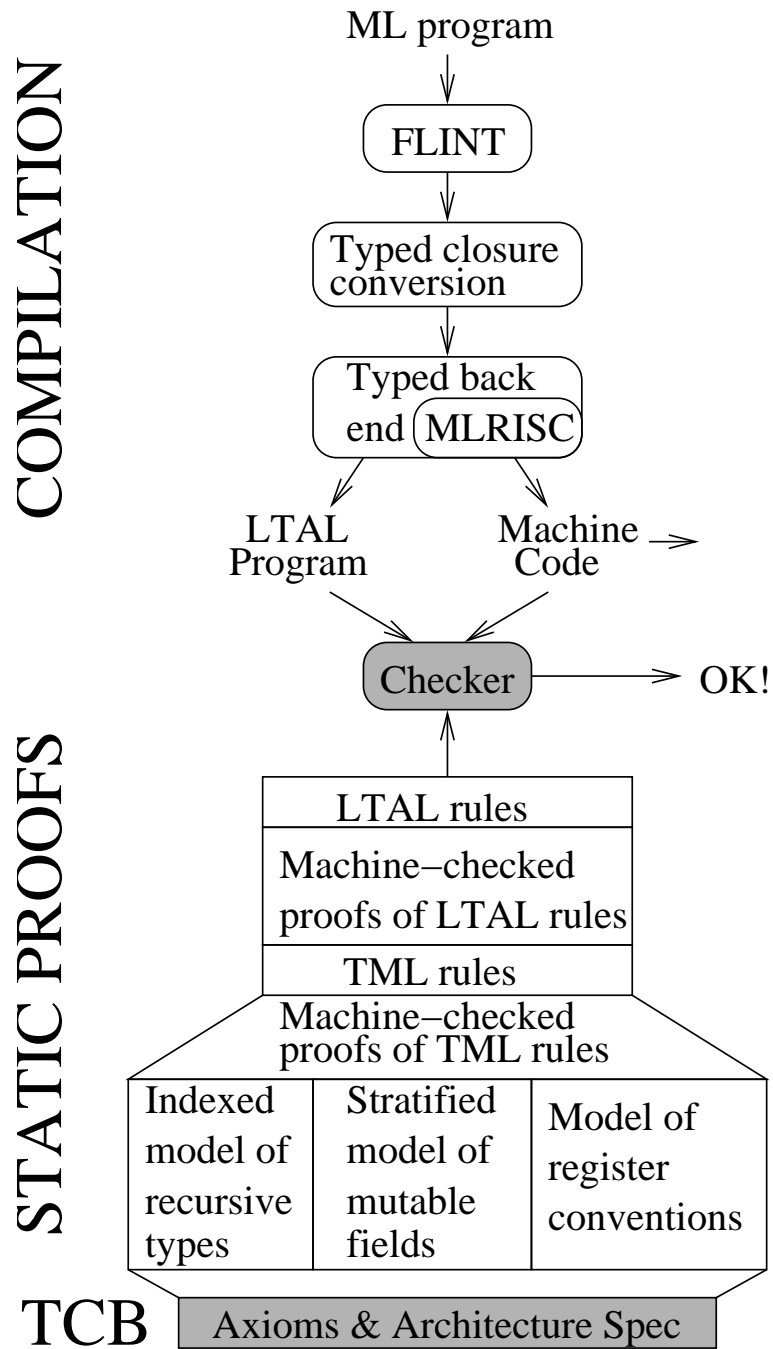 COMPILATION
ML program
FLINT
Typed closure
conversion
Typed back
end MLRISC
LTAL
Program
Machine
Code
Checker
OK!
STATIC PROOFS
LTAL rules
Machine−checked
proofs of LTAL rules
TML rules
Machine−checked
proofs of TML rules
Indexed
model of
recursive
types
Stratified
model of
mutable
fields
Model of
register
conventions
TCB
Axioms & Architecture Spec